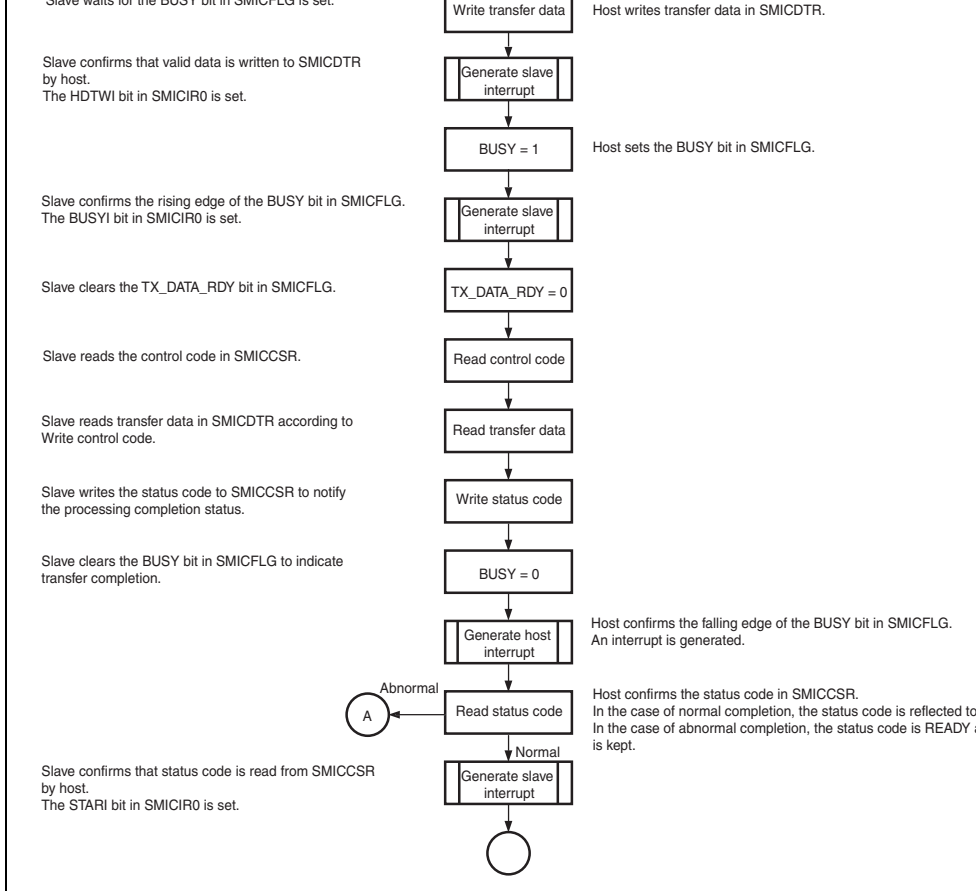 Slave waits for the BUSY bit in SMICFLG is set.
Write transfer data
Host writes transfer data in SMICDTR.
Slave confirms that valid data is written to SMICDTR
by host.
The HDTWI bit in SMICIR0 is set.
Generate slave
interrupt
BUSY = 1
Host sets the BUSY bit in SMICFLG.
Slave confirms the rising edge of the BUSY bit in SMICFLG.
The BUSYI bit in SMICIR0 is set.
Generate slave
interrupt
Slave clears the TX_DATA_RDY bit in SMICFLG.
TX_DATA_RDY = 0
Slave reads the control code in SMICCSR.
Read control code
Slave reads transfer data in SMICDTR according to
Write control code.
Read transfer data
Slave writes the status code to SMICCSR to notify
the processing completion status.
Write status code
Slave clears the BUSY bit in SMICFLG to indicate
transfer completion.
BUSY = 0
Generate host
interrupt
Host confirms the falling edge of the BUSY bit in SMICFLG.
An interrupt is generated.
Abnormal
A
Read status code
Host confirms the status code in SMICCSR.
In the case of normal completion, the status code is reflected to
In the case of abnormal completion, the status code is READY
is kept.
Normal
Slave confirms that status code is read from SMICCSR
by host.
The STARI bit in SMICIR0 is set.
Generate slave
interrupt